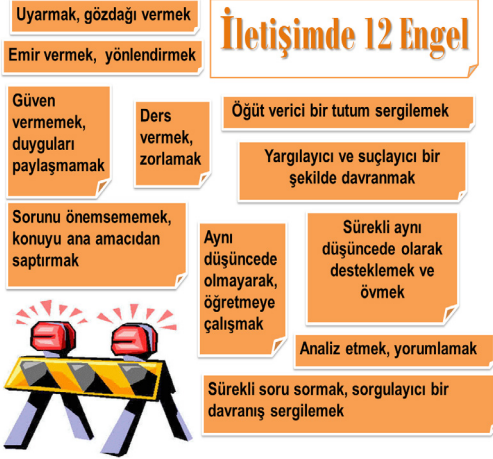 Uyarmak, gözdağı vermek
İletişimde 12 Engel
Emir vermek, yönlendirmek
Güven
vermemek,
duyguları
paylaşmamak
Ders
vermek,
zorlamak
Öğüt verici bir tutum sergilemek
Yargılayıcı ve suçlayıcı bir
şekilde davranmak
Sorunu önemsememek,
konuyu ana amacıdan
saptırmak
Aynı
düşüncede
olmayarak,
öğretmeye
çalışmak
Sürekli aynı
düşüncede olarak
desteklemek ve
övmek
Analiz etmek, yorumlamak
Sürekli soru sormak, sorgulayıcı bir
davranış sergilemek